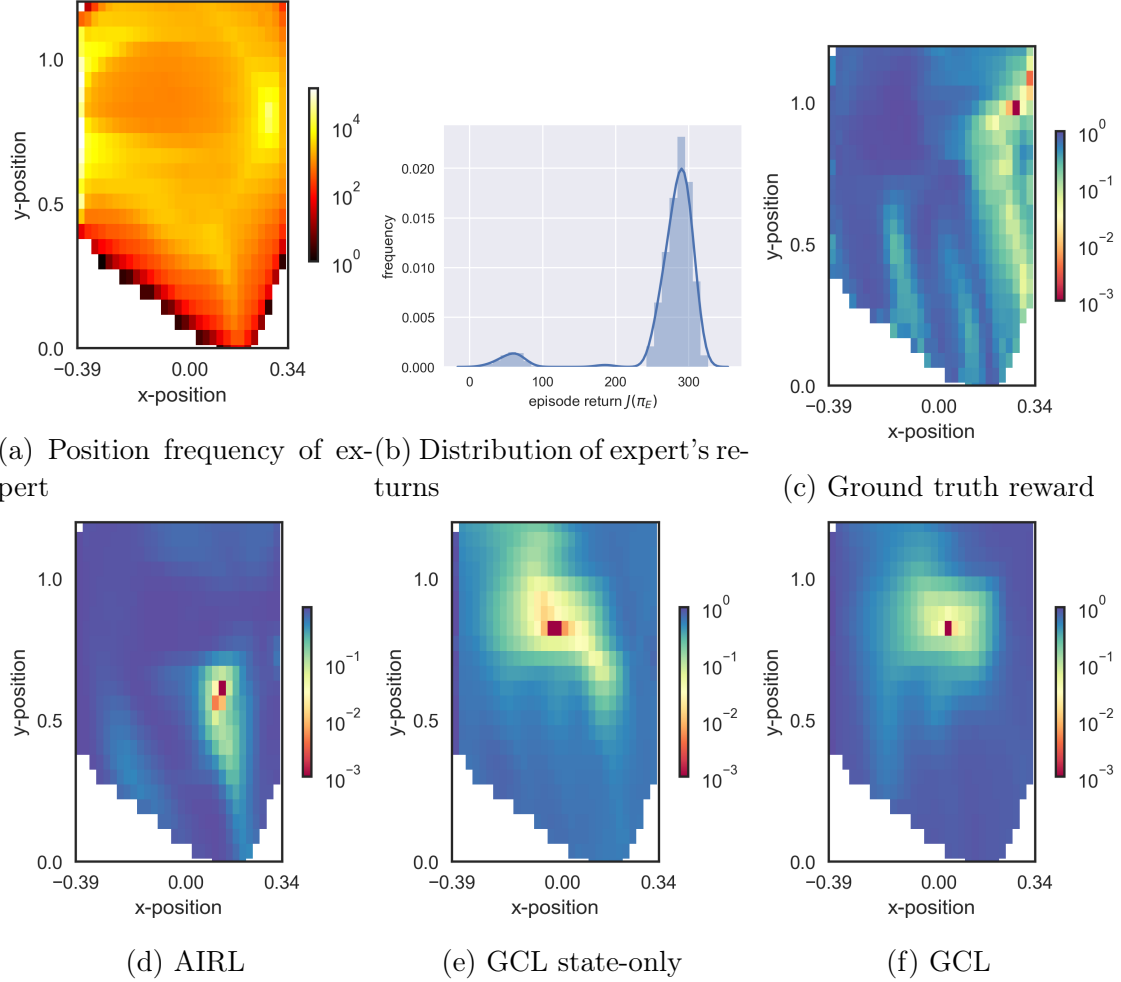 1.0
0.5
0.0
y-position
−0.39 0.00 0.34
x-position
10^4
10^2
10^0
0.020
0.015
0.010
0.005
0.000
frequency
0 100 200 300
episode return J(π_E)
1.0
0.5
0.0
y-position
−0.39 0.00 0.34
x-position
10^0
10^−1
10^−2
10^−3
(a) Position frequency of ex-
pert
(b) Distribution of expert's re-
turns
(c) Ground truth reward
1.0
0.5
0.0
y-position
−0.39 0.00 0.34
x-position
10^−1
10^−2
10^−3
1.0
0.5
0.0
y-position
−0.39 0.00 0.34
x-position
10^0
10^−1
10^−2
10^−3
1.0
0.5
0.0
y-position
−0.39 0.00 0.34
x-position
10^0
10^−1
10^−2
10^−3
(d) AIRL
(e) GCL state-only
(f) GCL